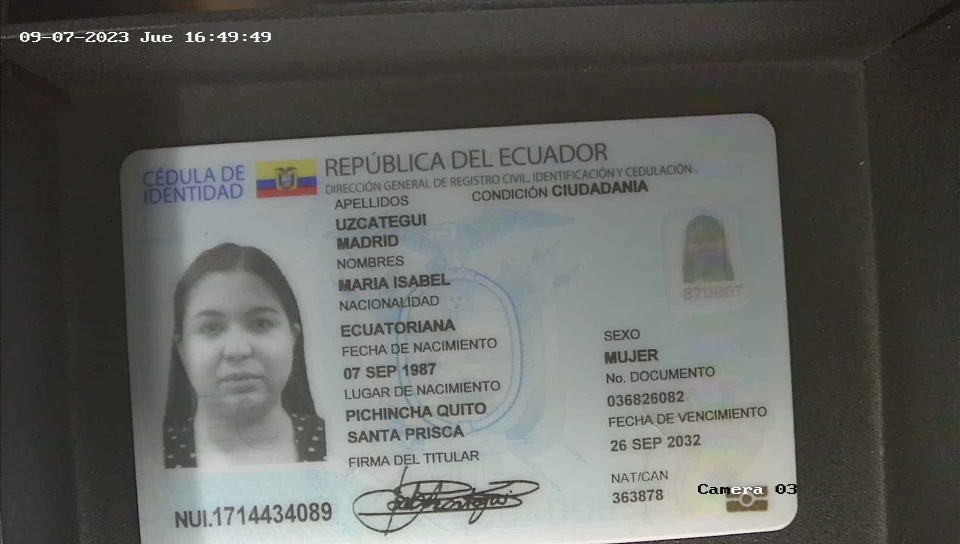 09-07-2023 Jue 16:49:49
CÉDULA DE
IDENTIDAD
REPÚBLICA DEL ECUADOR
DIRECCIÓN GENERAL DE REGISTRO CIVIL, IDENTIFICACIÓN Y CEDULACIÓN
APELLIDOS
CONDICIÓN CIUDADANIA
UZCATEGUI
MADRID
NOMBRES
MARIA ISABEL
NACIONALIDAD
ECUATORIANA
FECHA DE NACIMIENTO
07 SEP 1987
LUGAR DE NACIMIENTO
PICHINCHA QUITO
SANTA PRISCA
FIRMA DEL TITULAR
870907
SEXO
MUJER
No. DOCUMENTO
036826082
FECHA DE VENCIMIENTO
26 SEP 2032
NAT/CAN
363878
NUI.1714434089
Camera 03